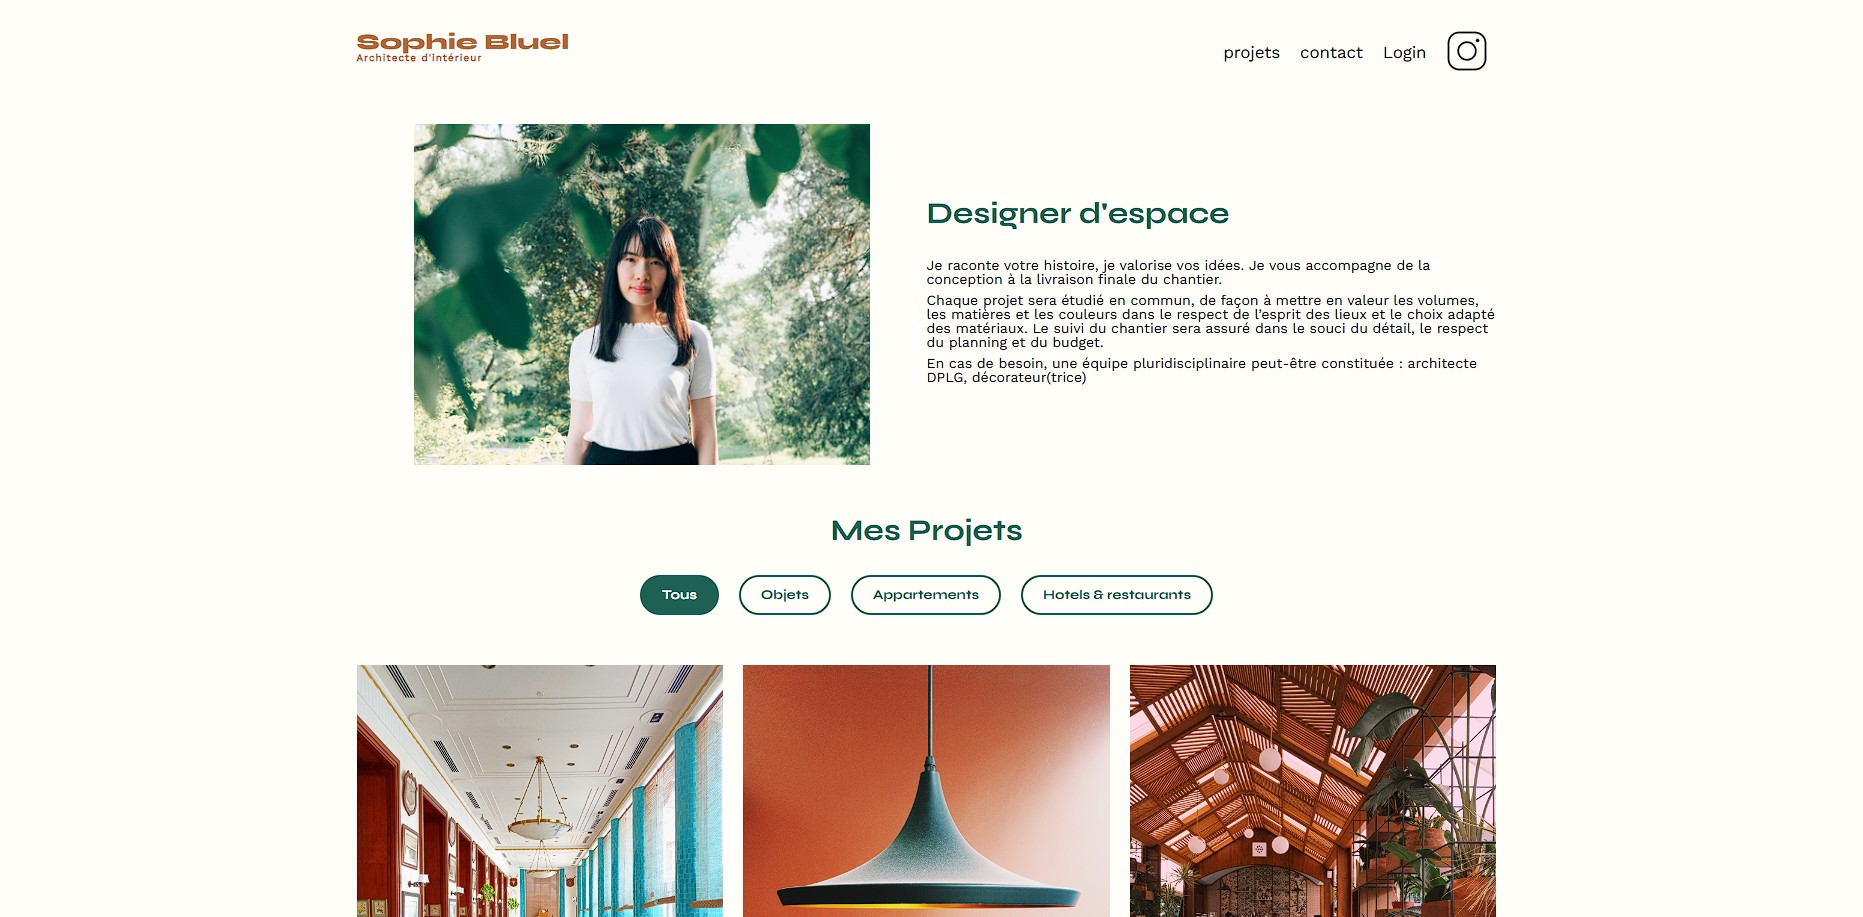 Sophie Bluel
Architecte d'intérieur
projets contact Login
Designer d'espace
Je raconte votre histoire, je valorise vos idées. Je vous accompagne de la
conception à la livraison finale du chantier.
Chaque projet sera étudié en commun, de façon à mettre en valeur les volumes,
les matières et les couleurs dans le respect de l’esprit des lieux et le choix adapté
des matériaux. Le suivi du chantier sera assuré dans le souci du détail, le respect
du planning et du budget.
En cas de besoin, une équipe pluridisciplinaire peut-être constituée : architecte
DPLG, décorateur(trice)
Mes Projets
Tous Objets Appartements Hotels & restaurants